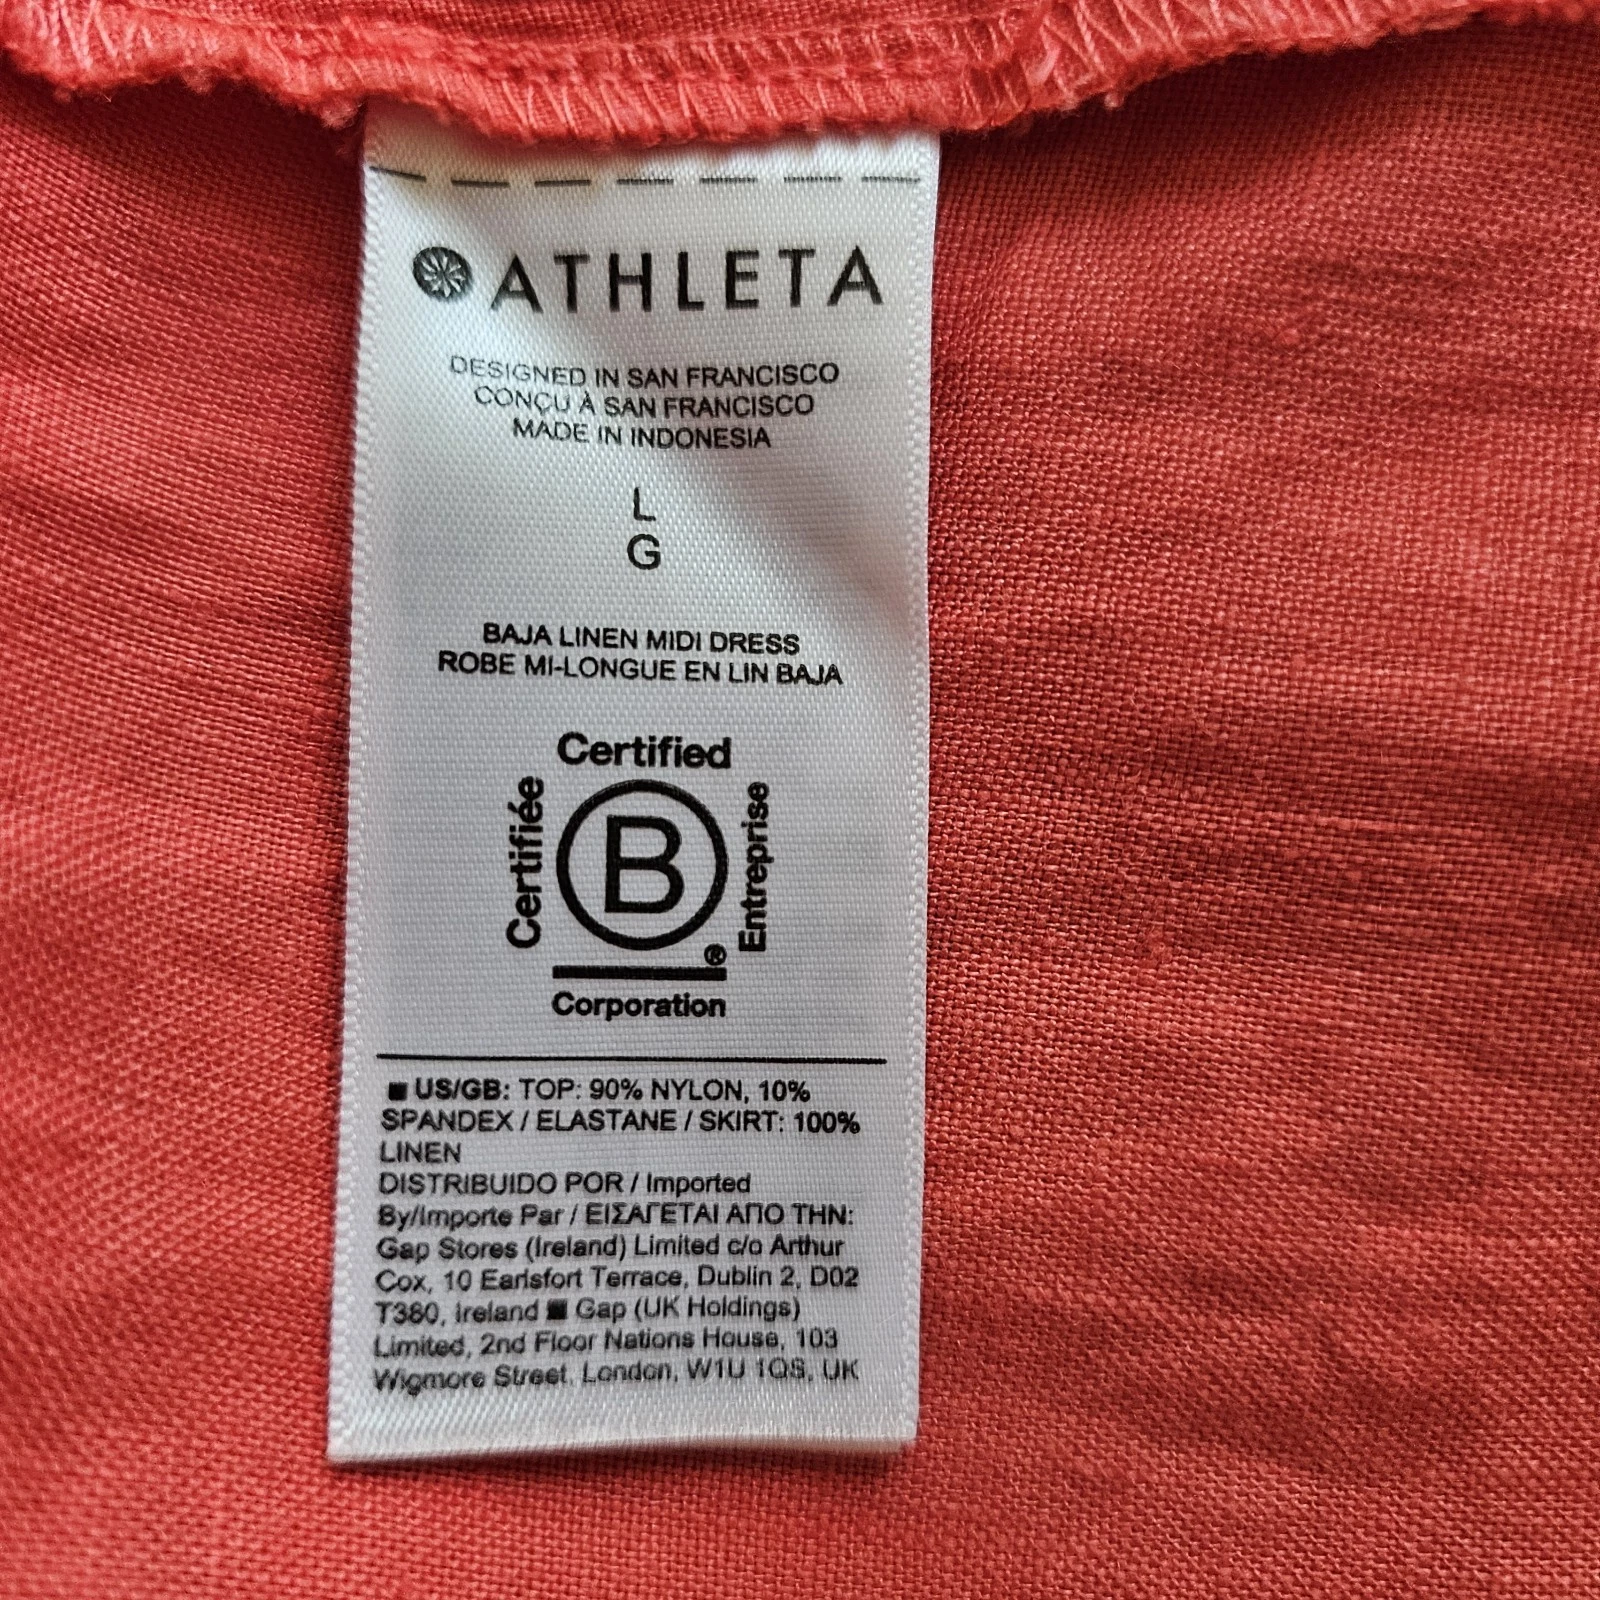 ATHLETA
DESIGNED IN SAN FRANCISCO
CONÇU À SAN FRANCISCO
MADE IN INDONESIA
L
G
BAJA LINEN MIDI DRESS
ROBE MI-LONGUE EN LIN BAJA
Certified
Certifiée
B
®
Entreprise
Corporation
■ US/GB: TOP: 90% NYLON, 10%
SPANDEX / ELASTANE / SKIRT: 100%
LINEN
DISTRIBUIDO POR / Imported
By/Importe Par / ΕΙΣΑΓΕΤΑΙ ΑΠΟ ΤΗΝ:
Gap Stores (Ireland) Limited c/o Arthur
Cox, 10 Earlsfort Terrace, Dublin 2, D02
T380, Ireland ■ Gap (UK Holdings)
Limited, 2nd Floor Nations House, 103
Wigmore Street, London, W1U 1QS, UK